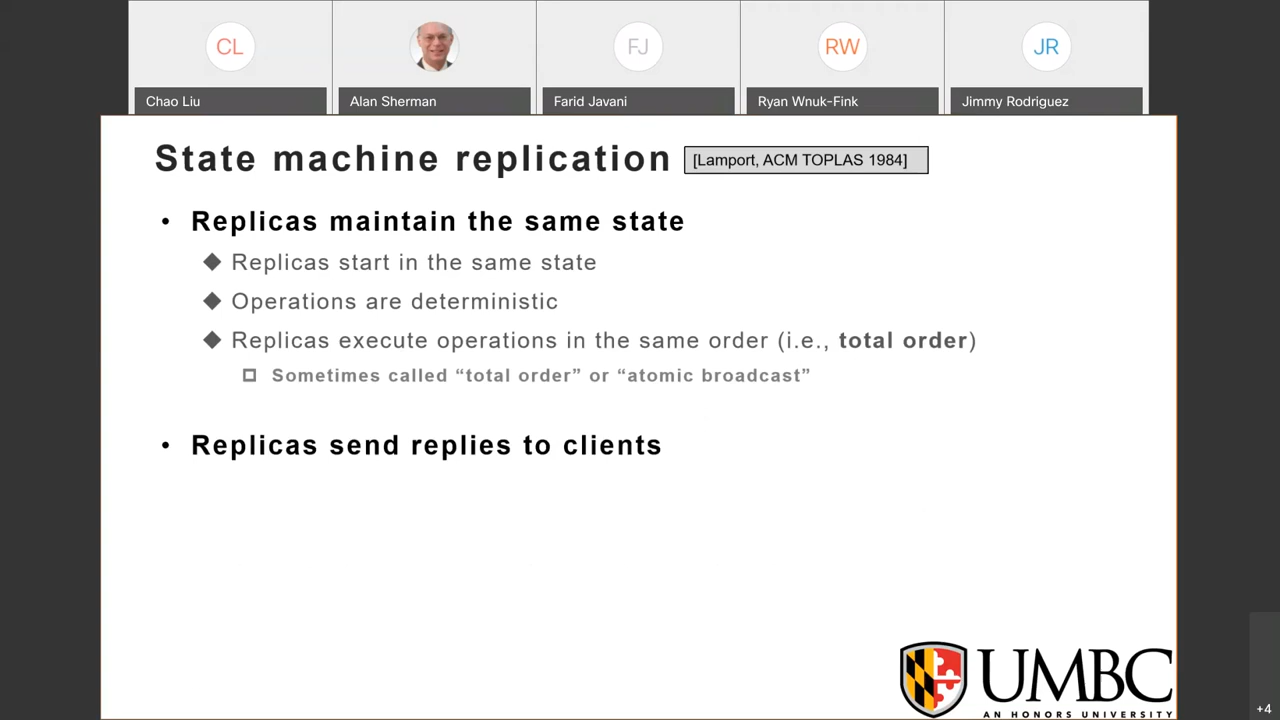 CL
FJ
RW
JR
Chao Liu
Alan Sherman
Farid Javani
Ryan Wnuk-Fink
Jimmy Rodriguez
State machine replication [Lamport, ACM TOPLAS 1984]
• Replicas maintain the same state
◆ Replicas start in the same state
◆ Operations are deterministic
◆ Replicas execute operations in the same order (i.e., total order)
Sometimes called “total order” or “atomic broadcast”
• Replicas send replies to clients
UMBC
AN HONORS UNIVERSITY
+4